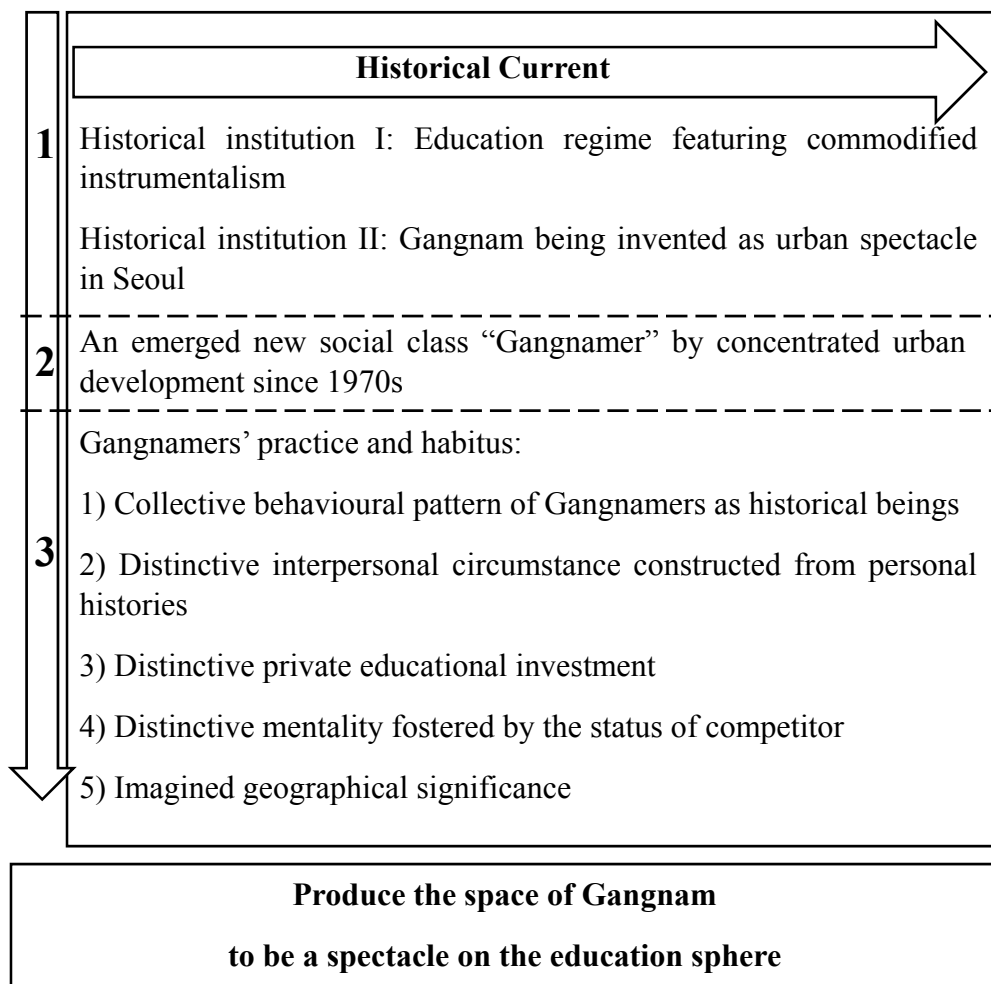 Historical Current
1
Historical institution I: Education regime featuring commodified
instrumentalism
Historical institution II: Gangnam being invented as urban spectacle
in Seoul
2
An emerged new social class “Gangnamer” by concentrated urban
development since 1970s
3
Gangnamers’ practice and habitus:
1) Collective behavioural pattern of Gangnamers as historical beings
2) Distinctive interpersonal circumstance constructed from personal
histories
3) Distinctive private educational investment
4) Distinctive mentality fostered by the status of competitor
5) Imagined geographical significance
Produce the space of Gangnam
to be a spectacle on the education sphere